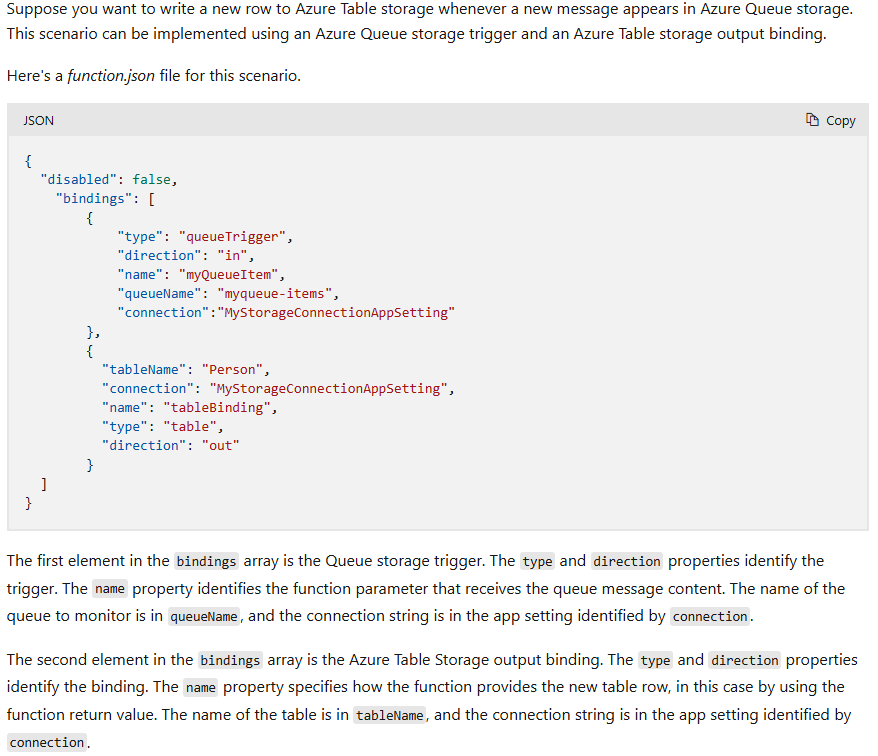 Suppose you want to write a new row to Azure Table storage whenever a new message appears in Azure Queue storage.
This scenario can be implemented using an Azure Queue storage trigger and an Azure Table storage output binding.
Here's a function.json file for this scenario.
JSON
Copy
{
  "disabled": false,
    "bindings": [
        {
            "type": "queueTrigger",
            "direction": "in",
            "name": "myQueueItem",
            "queueName": "myqueue-items",
            "connection":"MyStorageConnectionAppSetting"
        },
        {
          "tableName": "Person",
          "connection": "MyStorageConnectionAppSetting",
          "name": "tableBinding",
          "type": "table",
          "direction": "out"
        }
  ]
}
The first element in the bindings array is the Queue storage trigger. The type and direction properties identify the
trigger. The name property identifies the function parameter that receives the queue message content. The name of the
queue to monitor is in queueName, and the connection string is in the app setting identified by connection.
The second element in the bindings array is the Azure Table Storage output binding. The type and direction properties
identify the binding. The name property specifies how the function provides the new table row, in this case by using the
function return value. The name of the table is in tableName, and the connection string is in the app setting identified by
connection.